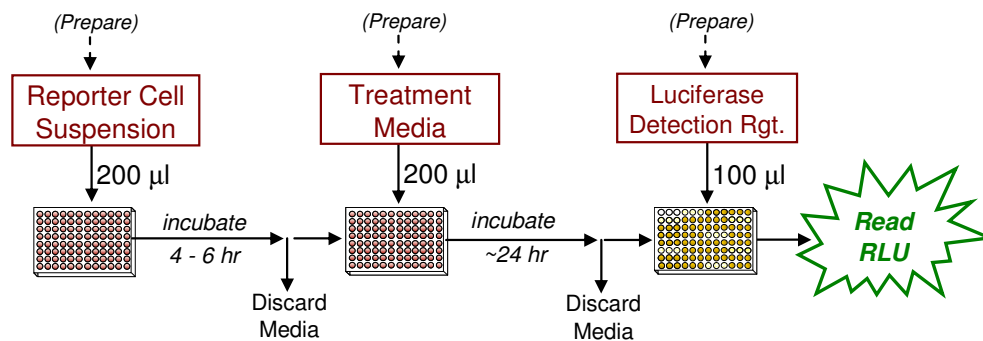 (Prepare)
(Prepare)
(Prepare)
Reporter Cell
Suspension
Treatment
Media
Luciferase
Detection Rgt.
200 µl
200 µl
100 µl
incubate
4 - 6 hr
incubate
~24 hr
Read
RLU
Discard
Media
Discard
Media